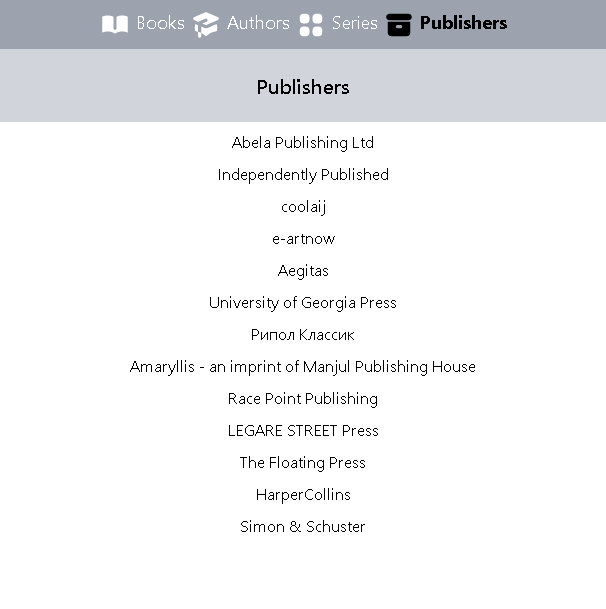 Books Authors Series Publishers
Publishers
Abela Publishing Ltd
Independently Published
coolaij
e-artnow
Aegitas
University of Georgia Press
Рипол Классик
Amaryllis - an imprint of Manjul Publishing House
Race Point Publishing
LEGARE STREET Press
The Floating Press
HarperCollins
Simon & Schuster